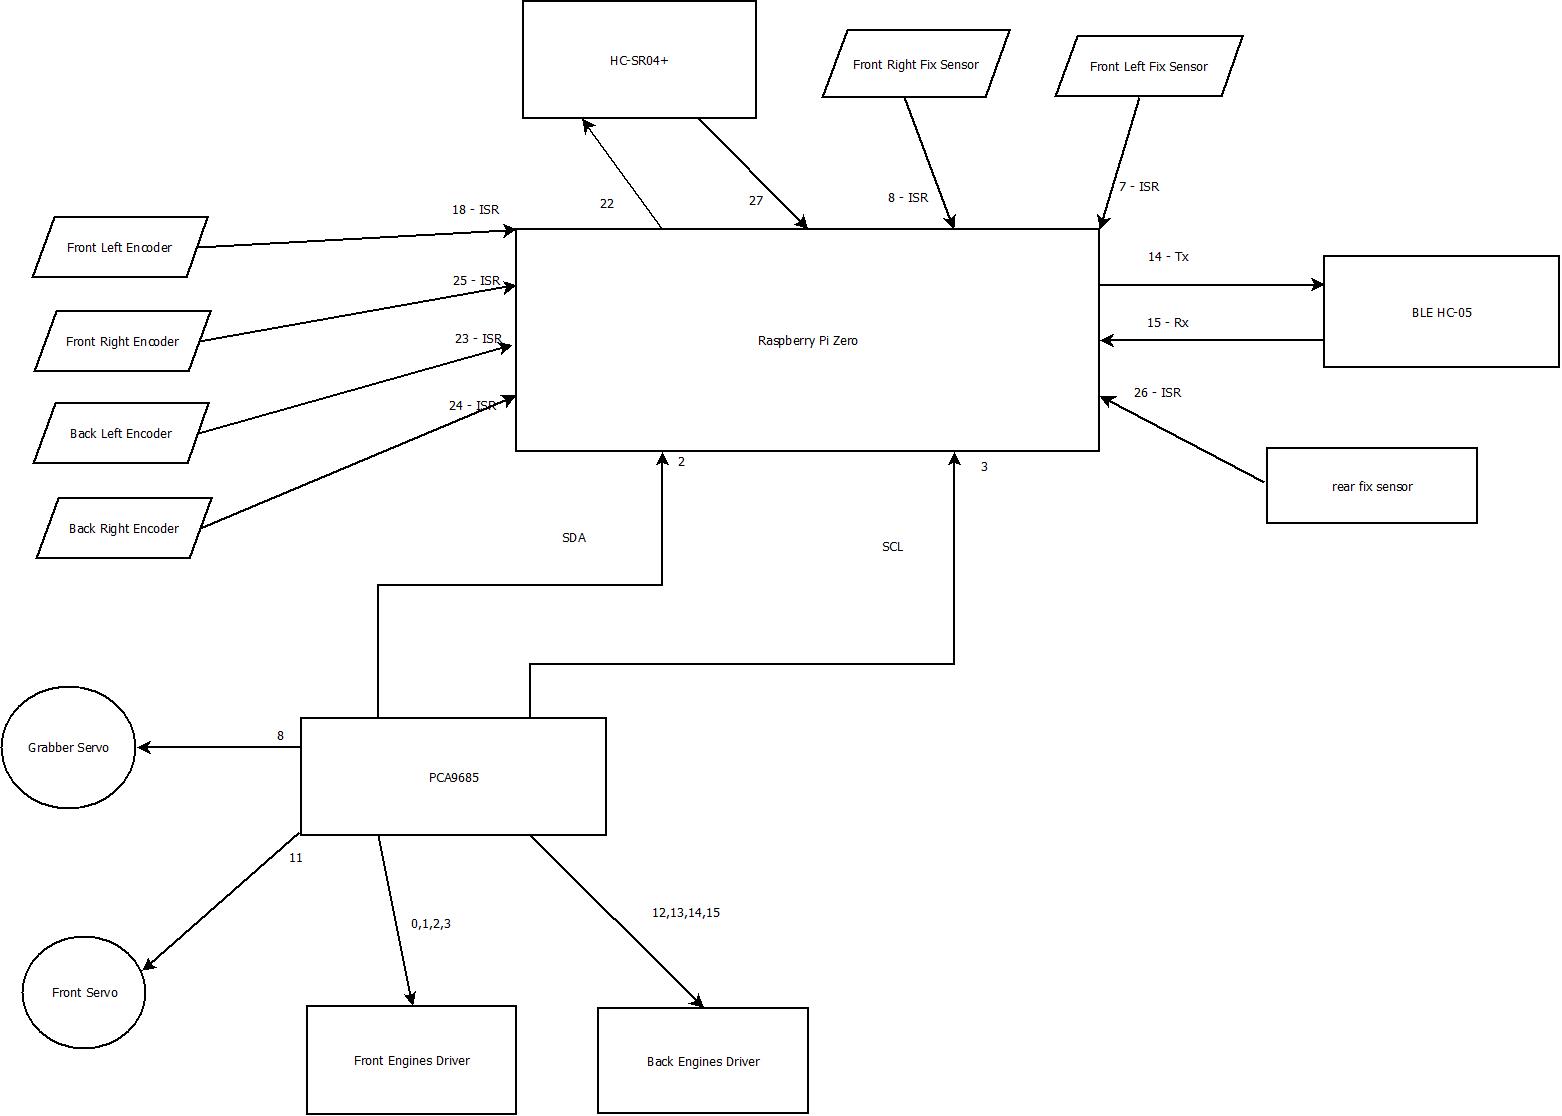 HC-SR04+
Front Right Fix Sensor
Front Left Fix Sensor
22
27
8 - ISR
7 - ISR
18 - ISR
Front Left Encoder
25 - ISR
Front Right Encoder
23 - ISR
24 - ISR
Back Left Encoder
Back Right Encoder
Raspberry Pi Zero
14 - Tx
15 - Rx
BLE HC-05
26 - ISR
rear fix sensor
2
3
SDA
SCL
8
Grabber Servo
PCA9685
11
0,1,2,3
12,13,14,15
Front Servo
Front Engines Driver
Back Engines Driver